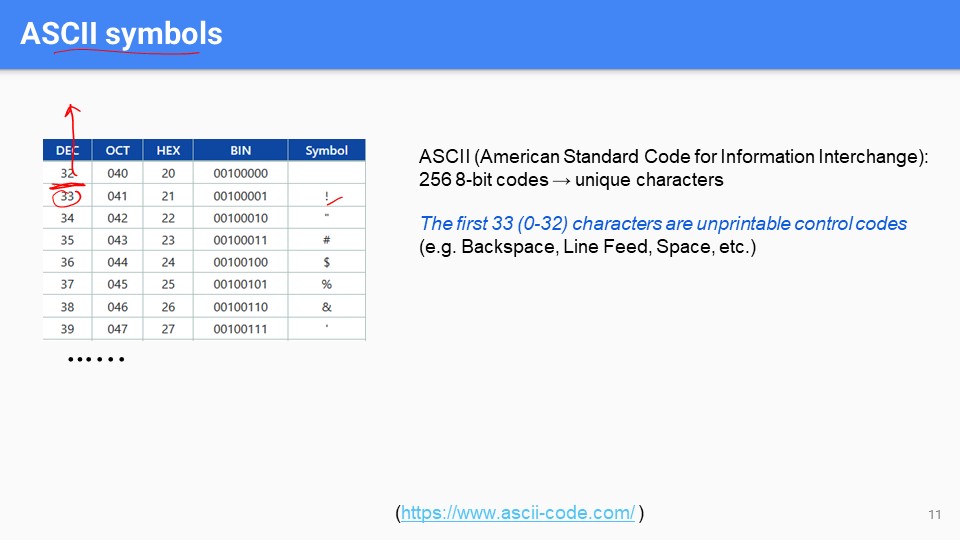 ASCII symbols
DEC OCT HEX BIN Symbol
32 040 20 00100000
33 041 21 00100001 !
34 042 22 00100010 "
35 043 23 00100011 #
36 044 24 00100100 $
37 045 25 00100101 %
38 046 26 00100110 &
39 047 27 00100111 '
……
ASCII (American Standard Code for Information Interchange):
256 8-bit codes → unique characters
The first 33 (0-32) characters are unprintable control codes
(e.g. Backspace, Line Feed, Space, etc.)
(https://www.ascii-code.com/ )
11